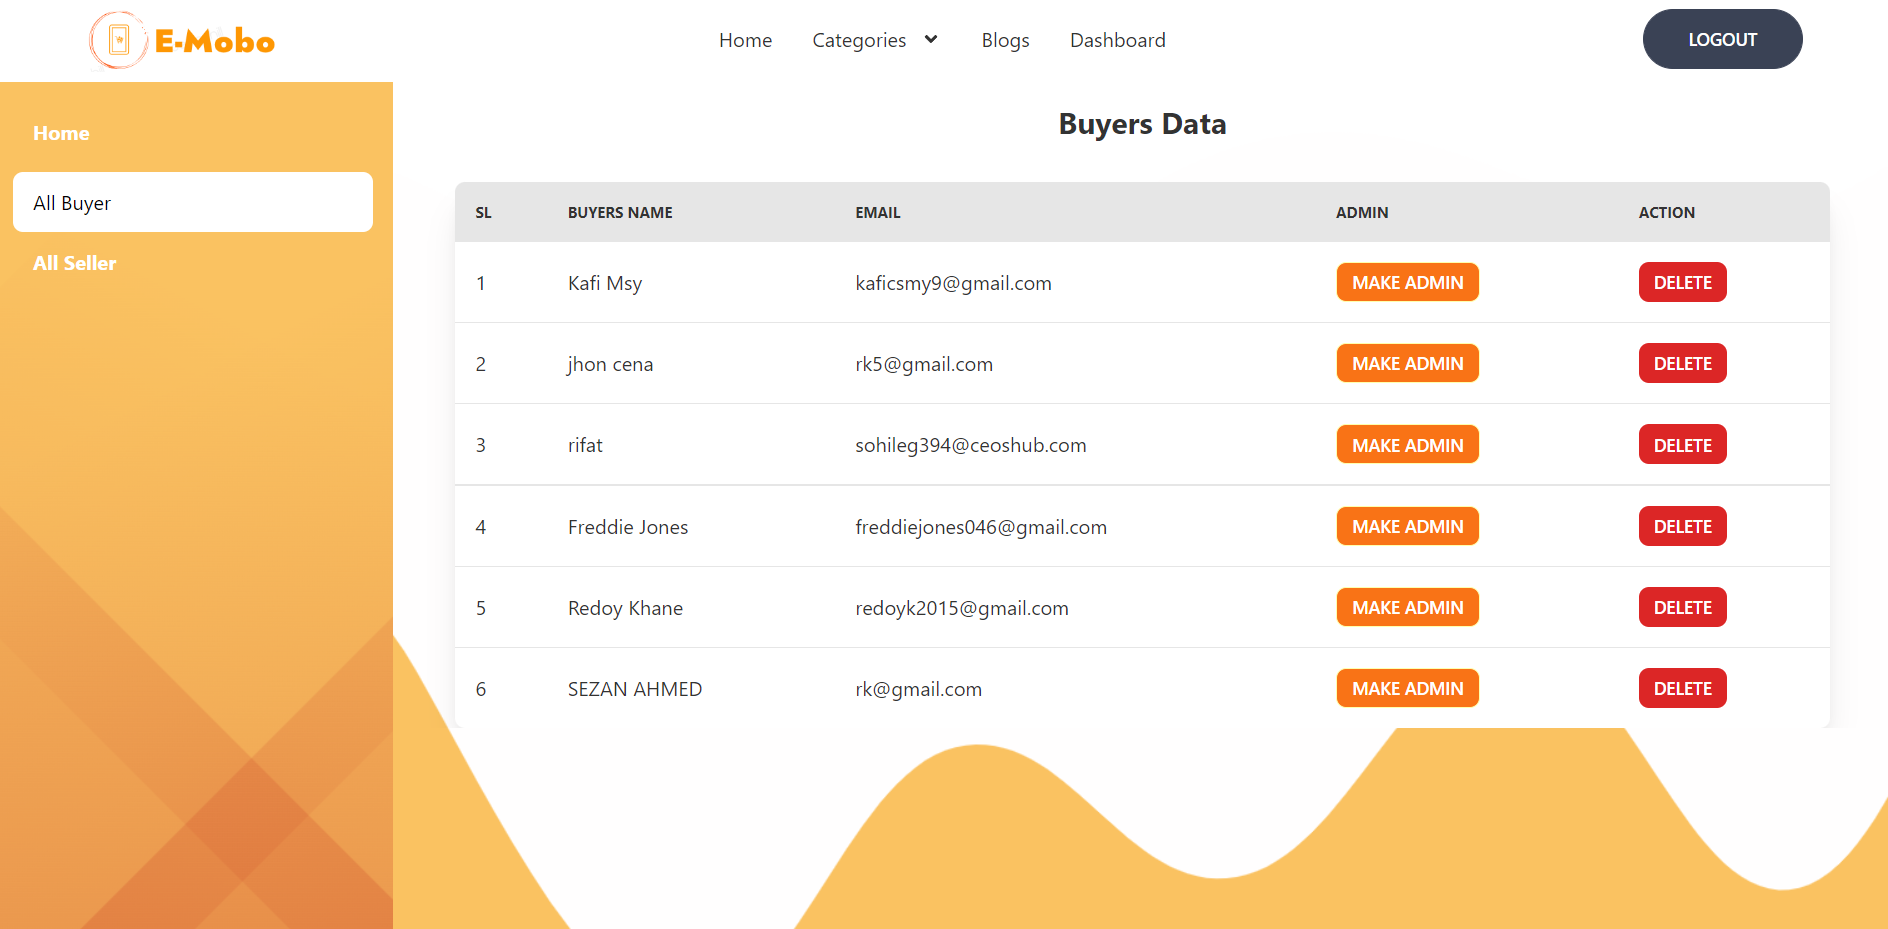 E-Mobo
Home Categories Blogs Dashboard
LOGOUT
Home
All Buyer
All Seller
Buyers Data
SL BUYERS NAME EMAIL ADMIN ACTION
1 Kafi Msy kaficsmy9@gmail.com MAKE ADMIN DELETE
2 jhon cena rk5@gmail.com MAKE ADMIN DELETE
3 rifat sohileg394@ceoshub.com MAKE ADMIN DELETE
4 Freddie Jones freddiejones046@gmail.com MAKE ADMIN DELETE
5 Redoy Khane redoyk2015@gmail.com MAKE ADMIN DELETE
6 SEZAN AHMED rk@gmail.com MAKE ADMIN DELETE